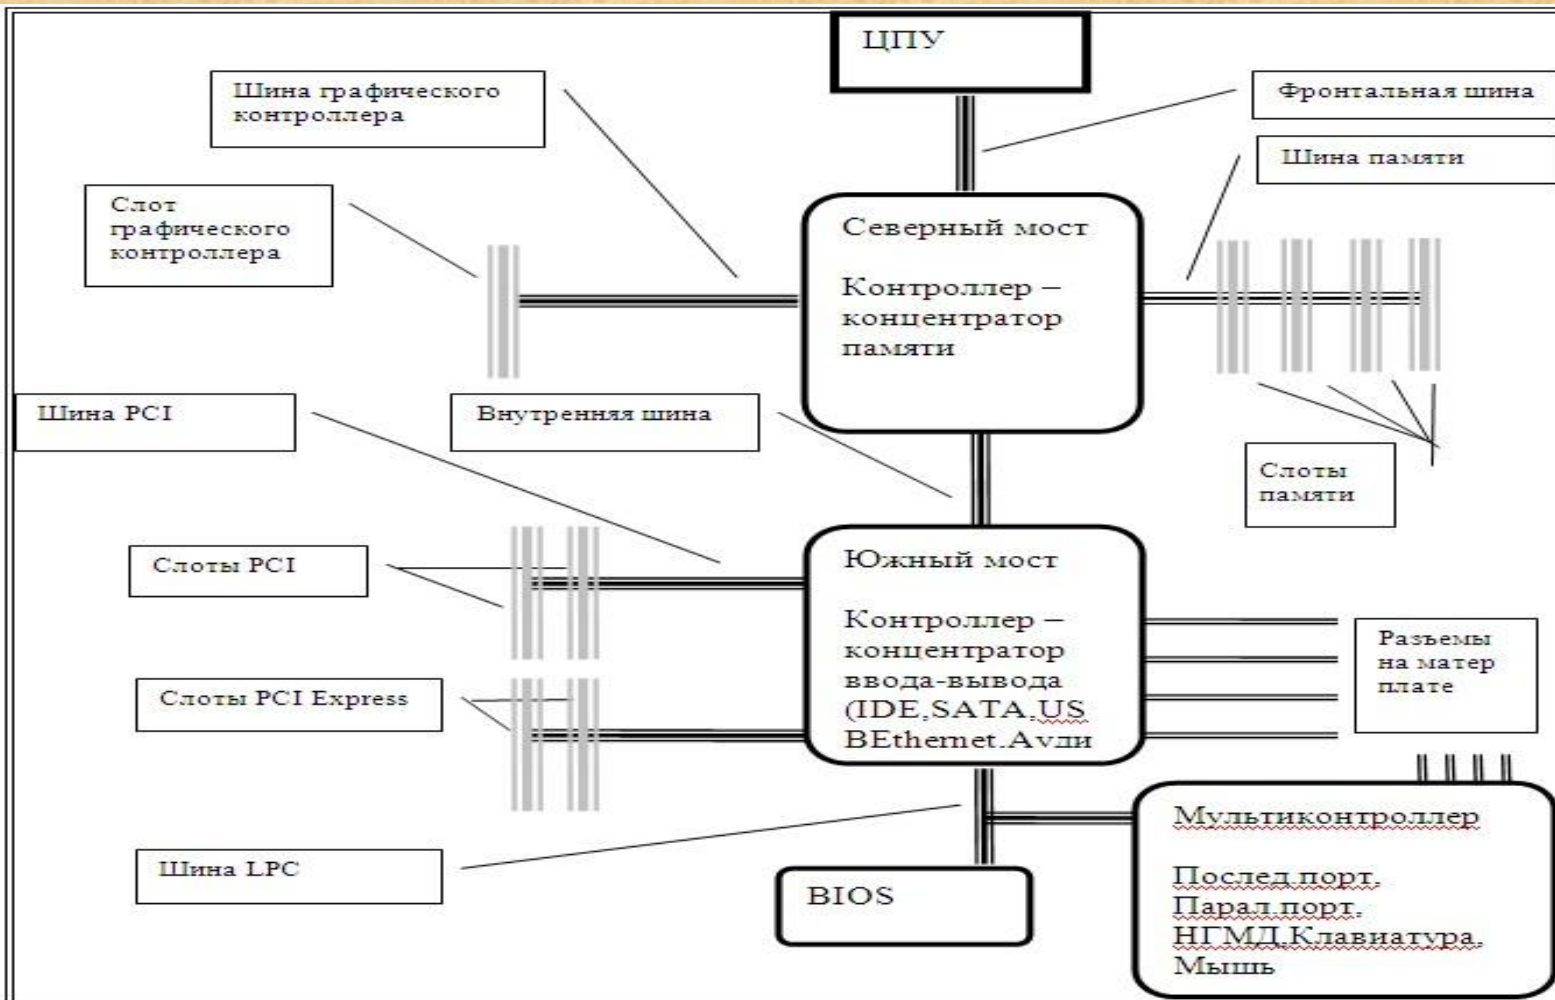 ЦПУ
Шина графического
контроллера
Фронтальная шина
Шина памяти
Слот
графического
контроллера
Северный мост
Контроллер –
концентратор
памяти
Шина PCI
Внутренняя шина
Слоты
памяти
Слоты PCI
Южный мост
Контроллер –
концентратор
ввода-вывода
(IDE,SATA,US
BEthernet.Ауди
Разъемы
на матер
плате
Слоты PCI Express
Шина LPC
BIOS
Мультиконтроллер
Послед.порт,
Парал.порт,
НГМД,Клавиатура,
Мышь